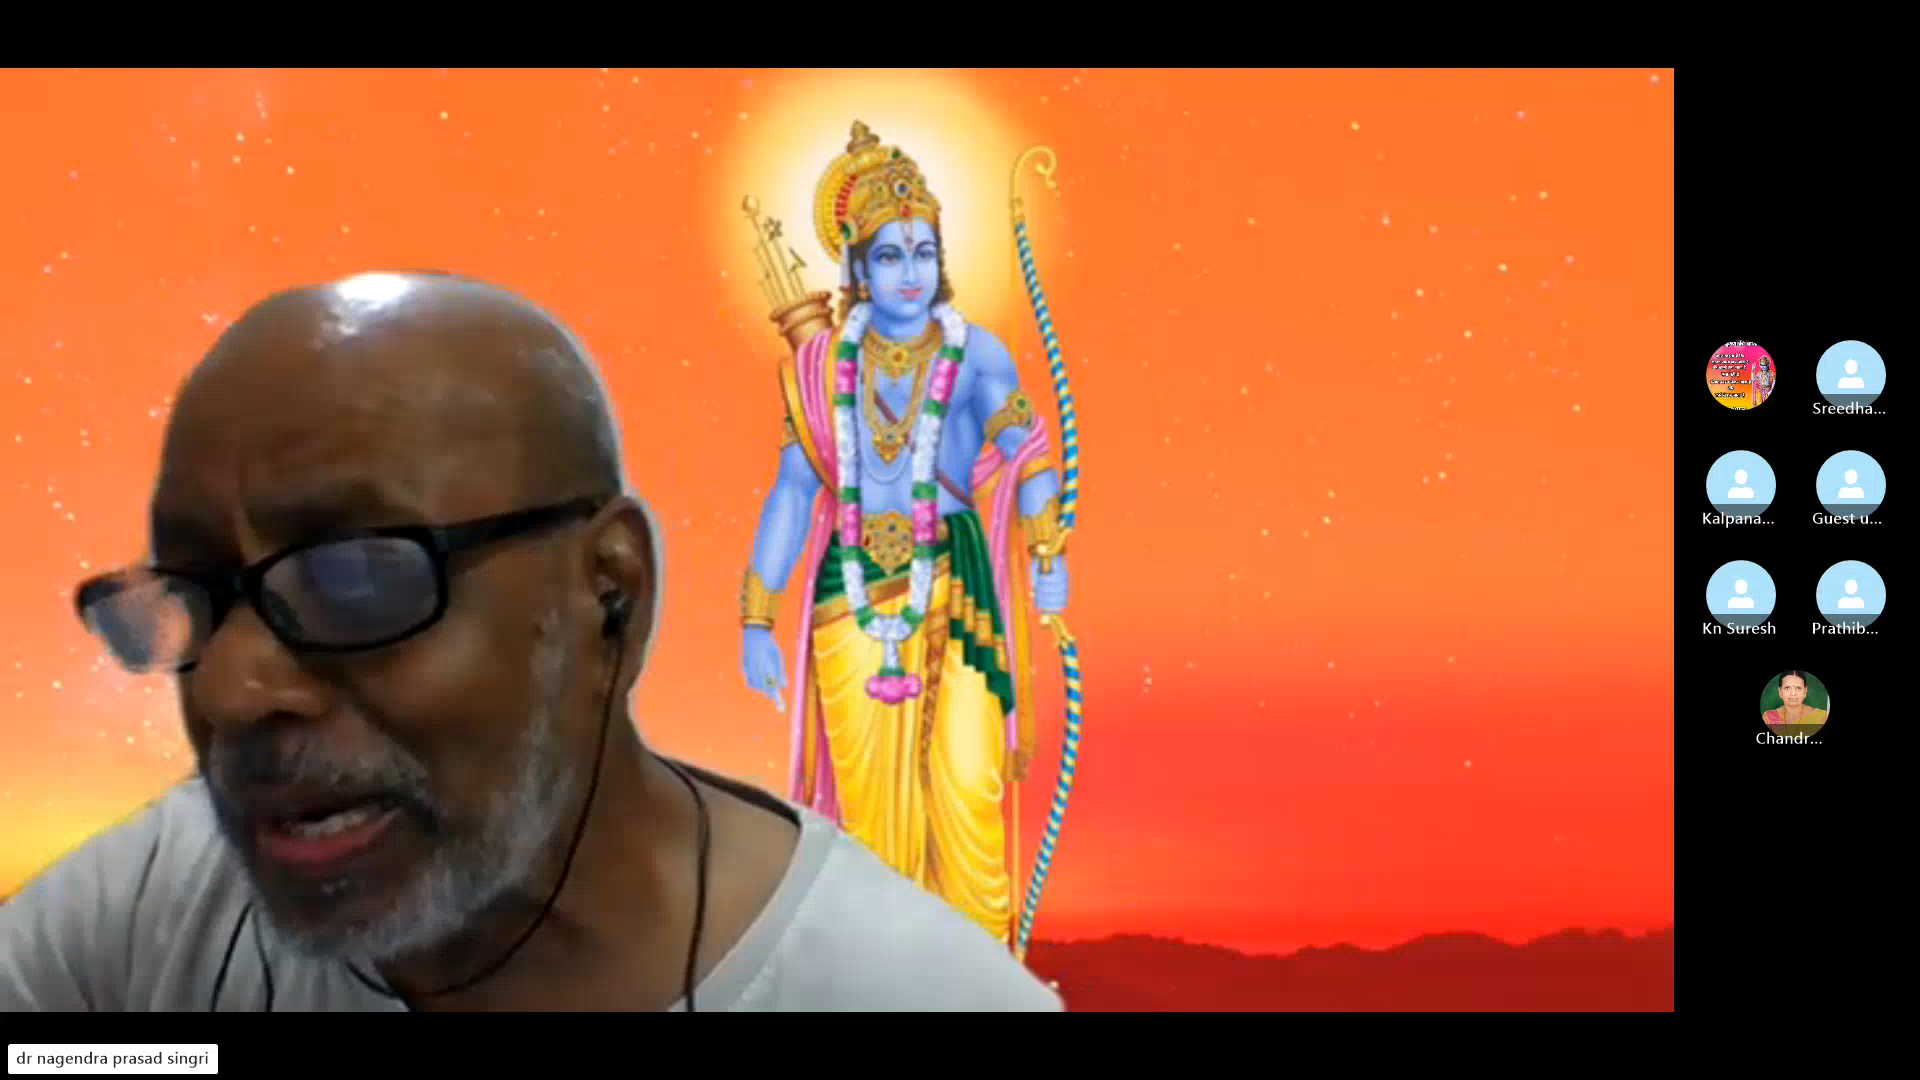 Sreedha...
Kalpana...
Guest u...
Kn Suresh
Prathib...
Chandr...
dr nagendra prasad singri